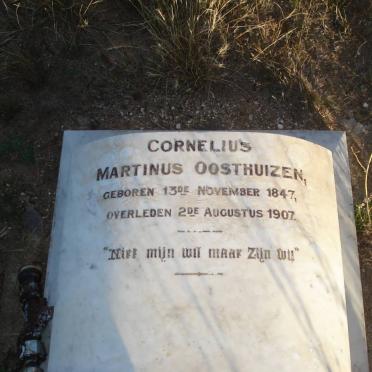 CORNELIUS
MARTINUS OOSTHUIZEN,
GEBOREN 13DE NOVEMBER 1847,
OVERLEDEN 2DE AUGUSTUS 1907.
"Niet mijn wil maar Zijn wil"